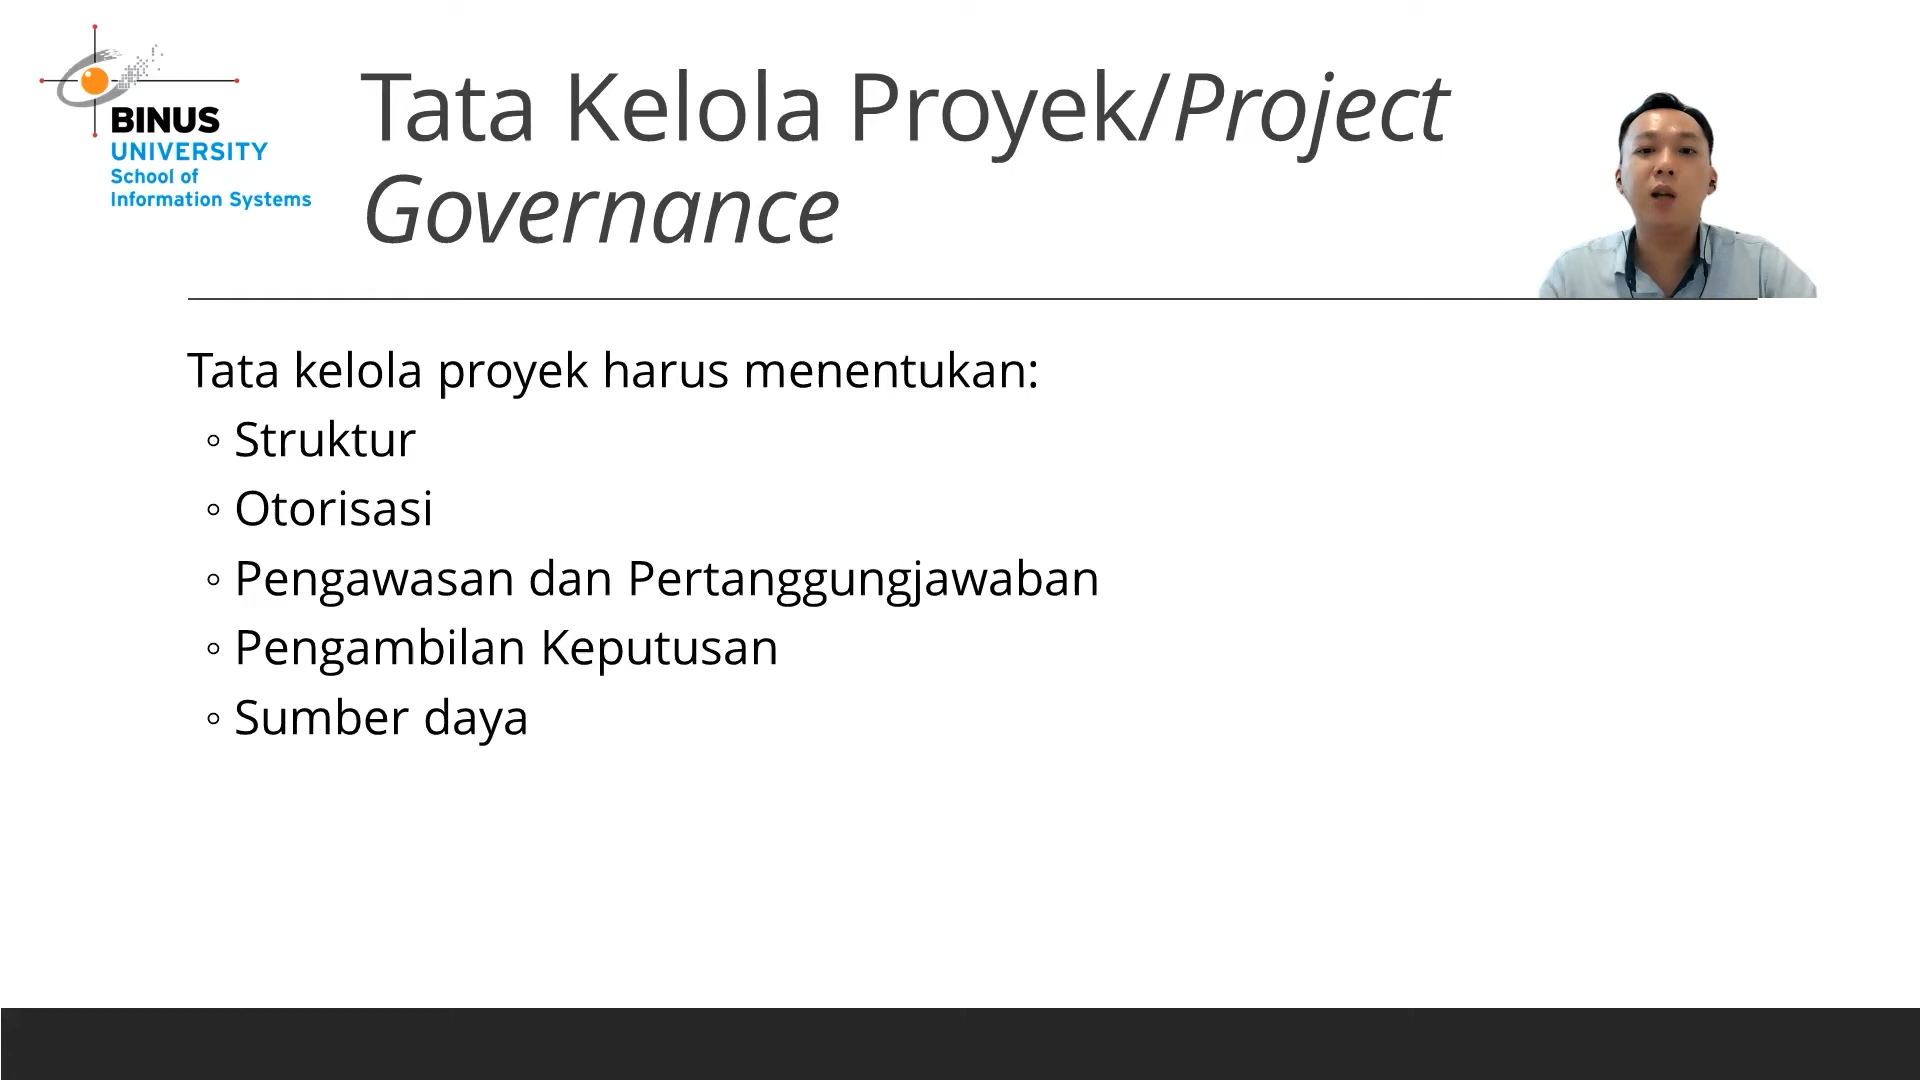 BINUS
UNIVERSITY
School of
Information Systems
Tata Kelola Proyek/Project
Governance
Tata kelola proyek harus menentukan:
◦ Struktur
◦ Otorisasi
◦ Pengawasan dan Pertanggungjawaban
◦ Pengambilan Keputusan
◦ Sumber daya